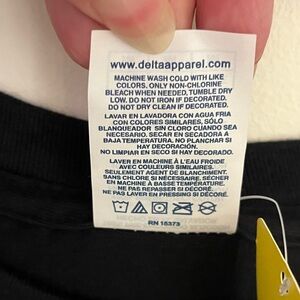 www.deltaapparel.com
MACHINE WASH COLD WITH LIKE
COLORS, ONLY NON-CHLORINE
BLEACH WHEN NEEDED. TUMBLE DRY
LOW. DO NOT IRON IF DECORATED.
DO NOT DRY CLEAN IF DECORATED.
LAVAR EN LAVADORA CON AGUA FRIA
CON COLORES SIMILARES, SÓLO
BLANQUEADOR SIN CLORO CUANDO SEA
NECESARIO. SECAR EN SECADORA A
BAJA TEMPERATURA. NO PLANCHAR SI
HAY DECORACIÓN.
NO LIMPIAR EN SECO SI HAY DECORADO.
LAVER EN MACHINE À L'EAU FROIDE
AVEC COULEURS SIMILAIRES.
SEULEMENT AGENT DE BLANCHIMENT.
SANS CHLORE SI NÉCESSAIRE. SÉCHER
EN MACHINE À BASSE TEMPÉRATURE.
NE PAS REPASSER SI DÉCORÉ.
NE PAS LAVER EN PRESSING SI DÉCORÉ.
RN 15373